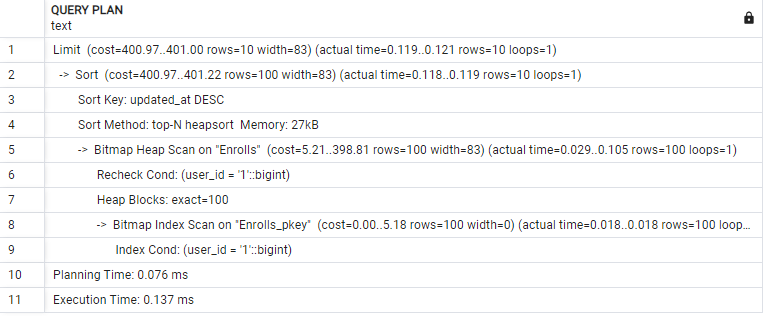 QUERY PLAN
text
1 Limit (cost=400.97..401.00 rows=10 width=83) (actual time=0.119..0.121 rows=10 loops=1)
2 -> Sort (cost=400.97..401.22 rows=100 width=83) (actual time=0.118..0.119 rows=10 loops=1)
3 Sort Key: updated_at DESC
4 Sort Method: top-N heapsort Memory: 27kB
5 -> Bitmap Heap Scan on "Enrolls" (cost=5.21..398.81 rows=100 width=83) (actual time=0.029..0.105 rows=100 loops=1)
6 Recheck Cond: (user_id = '1'::bigint)
7 Heap Blocks: exact=100
8 -> Bitmap Index Scan on "Enrolls_pkey" (cost=0.00..5.18 rows=100 width=0) (actual time=0.018..0.018 rows=100 loop...
9 Index Cond: (user_id = '1'::bigint)
10 Planning Time: 0.076 ms
11 Execution Time: 0.137 ms